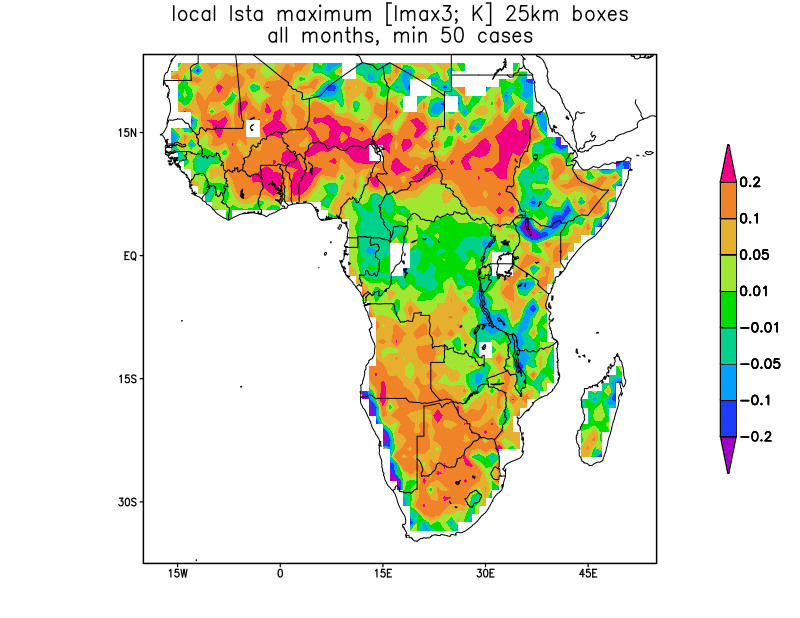 local lsta maximum [lmax3; K] 25km boxes
all months, min 50 cases
15N
EQ
15S
30S
15W
0
15E
30E
45E
0.2
0.1
0.05
0.01
−0.01
−0.05
−0.1
−0.2